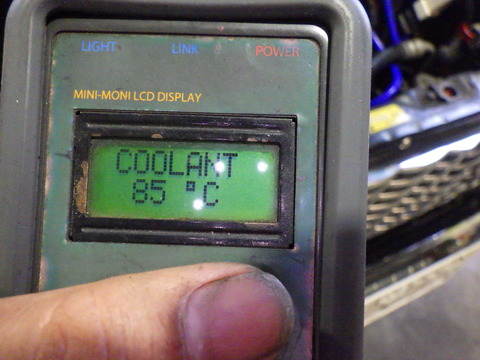 LIGHT LINK POWER
MINI-MONI LCD DISPLAY
COOLANT
85 °C